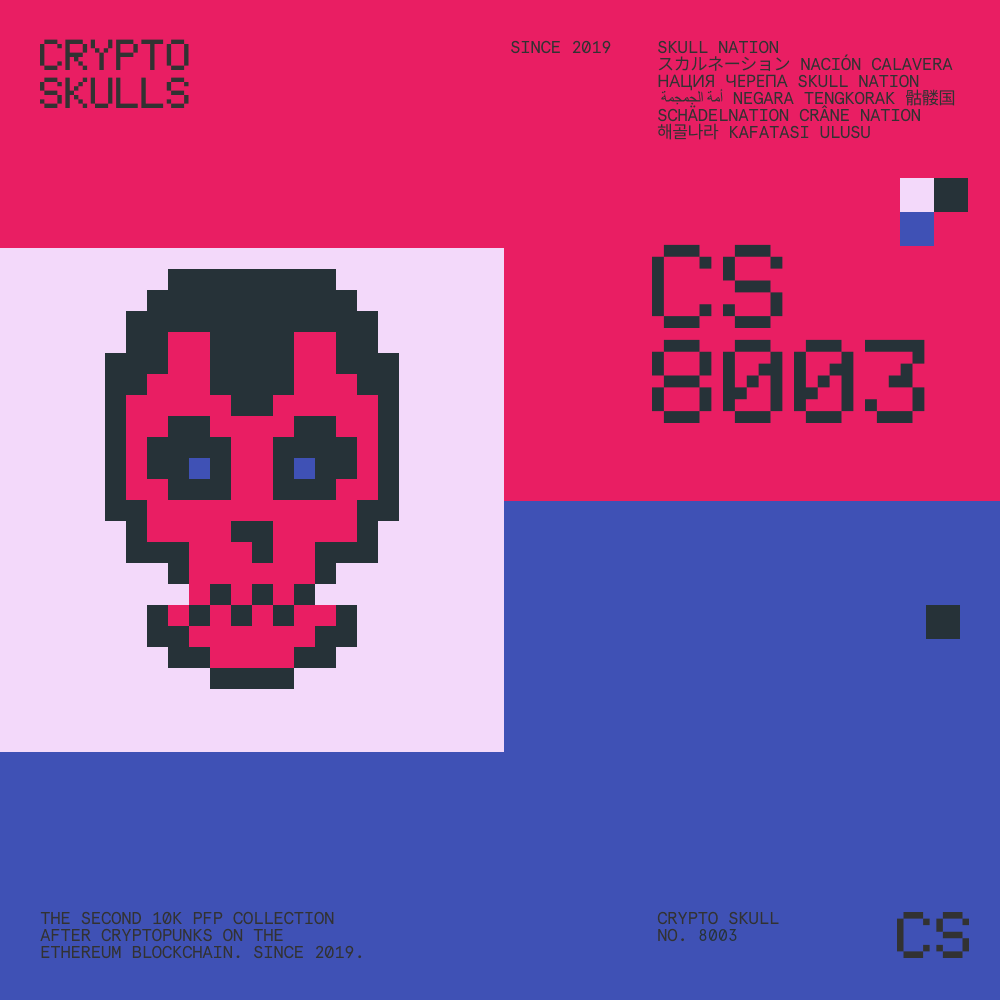 CRYPTO
SKULLS
SINCE 2019
SKULL NATION
スカルネーション NACIÓN CALAVERA
НАЦИЯ ЧЕРЕПА SKULL NATION
أمة الجمجمة NEGARA TENGKORAK 骷髅国
SCHÄDELNATION CRÂNE NATION
해골나라 KAFATASI ULUSU
CS
8003
THE SECOND 10K PFP COLLECTION
AFTER CRYPTOPUNKS ON THE
ETHEREUM BLOCKCHAIN. SINCE 2019.
CRYPTO SKULL
NO. 8003
CS